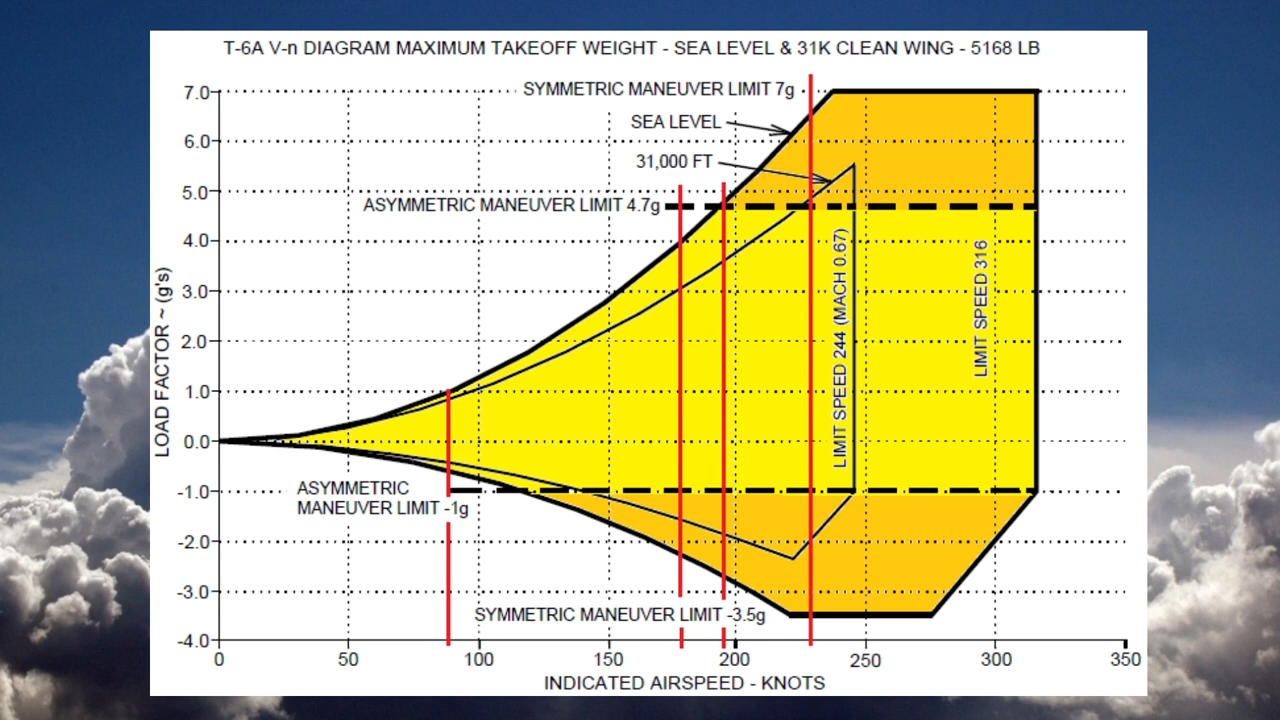 T-6A V-n DIAGRAM MAXIMUM TAKEOFF WEIGHT - SEA LEVEL & 31K CLEAN WING - 5168 LB
SYMMETRIC MANEUVER LIMIT 7g
SEA LEVEL
31,000 FT
ASYMMETRIC MANEUVER LIMIT 4.7g
LIMIT SPEED 244 (MACH 0.67)
LIMIT SPEED 316
ASYMMETRIC
MANEUVER LIMIT -1g
SYMMETRIC MANEUVER LIMIT -3.5g
LOAD FACTOR ~ (g's)
7.0
6.0
5.0
4.0
3.0
2.0
1.0
0.0
-1.0
-2.0
-3.0
-4.0
0 50 100 150 200 250 300 350
INDICATED AIRSPEED - KNOTS